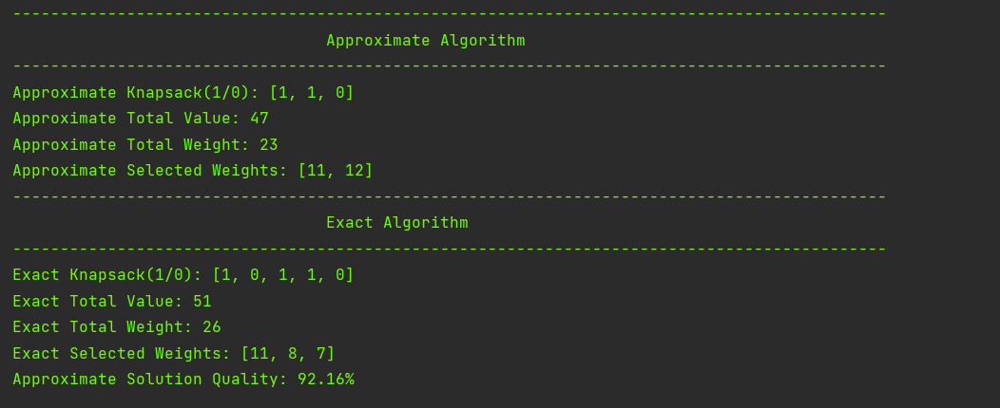 --------------------------------------------------------------------------------------------
Approximate Algorithm
--------------------------------------------------------------------------------------------
Approximate Knapsack(1/0): [1, 1, 0]
Approximate Total Value: 47
Approximate Total Weight: 23
Approximate Selected Weights: [11, 12]
--------------------------------------------------------------------------------------------
Exact Algorithm
--------------------------------------------------------------------------------------------
Exact Knapsack(1/0): [1, 0, 1, 1, 0]
Exact Total Value: 51
Exact Total Weight: 26
Exact Selected Weights: [11, 8, 7]
Approximate Solution Quality: 92.16%